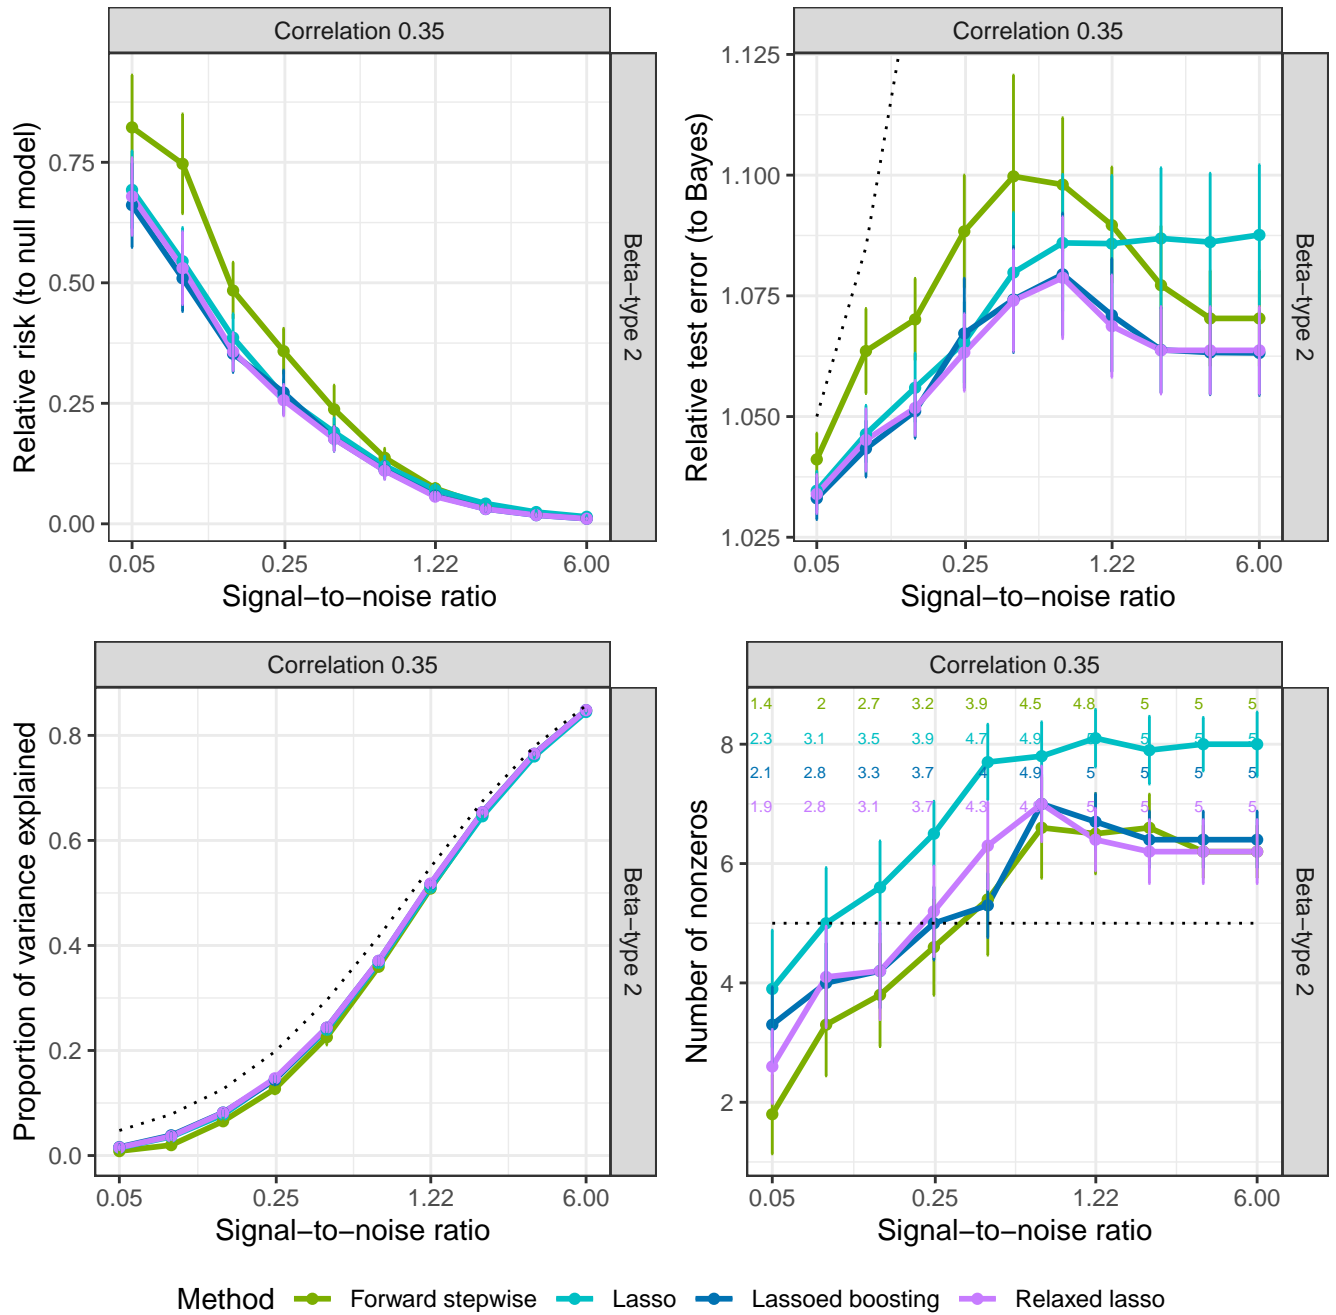 Correlation 0.35
Relative risk (to null model)
0.75
0.50
0.25
0.00
0.05 0.25 1.22 6.00
Signal−to−noise ratio
Beta−type 2
Correlation 0.35
Relative test error (to Bayes)
1.125
1.100
1.075
1.050
1.025
0.05 0.25 1.22 6.00
Signal−to−noise ratio
Beta−type 2
Correlation 0.35
Proportion of variance explained
0.8
0.6
0.4
0.2
0.0
0.05 0.25 1.22 6.00
Signal−to−noise ratio
Beta−type 2
Correlation 0.35
Number of nonzeros
8
6
4
2
1.4 2 2.7 3.2 3.9 4.5 4.8 5 5 5
2.3 3.1 3.5 3.9 4.7 4.9 5 5 5 5
2.1 2.8 3.3 3.7 4 4.9 5 5 5 5
1.9 2.8 3.1 3.7 4.3 5 5 5 5
0.05 0.25 1.22 6.00
Signal−to−noise ratio
Beta−type 2
Method Forward stepwise Lasso Lassoed boosting Relaxed lasso